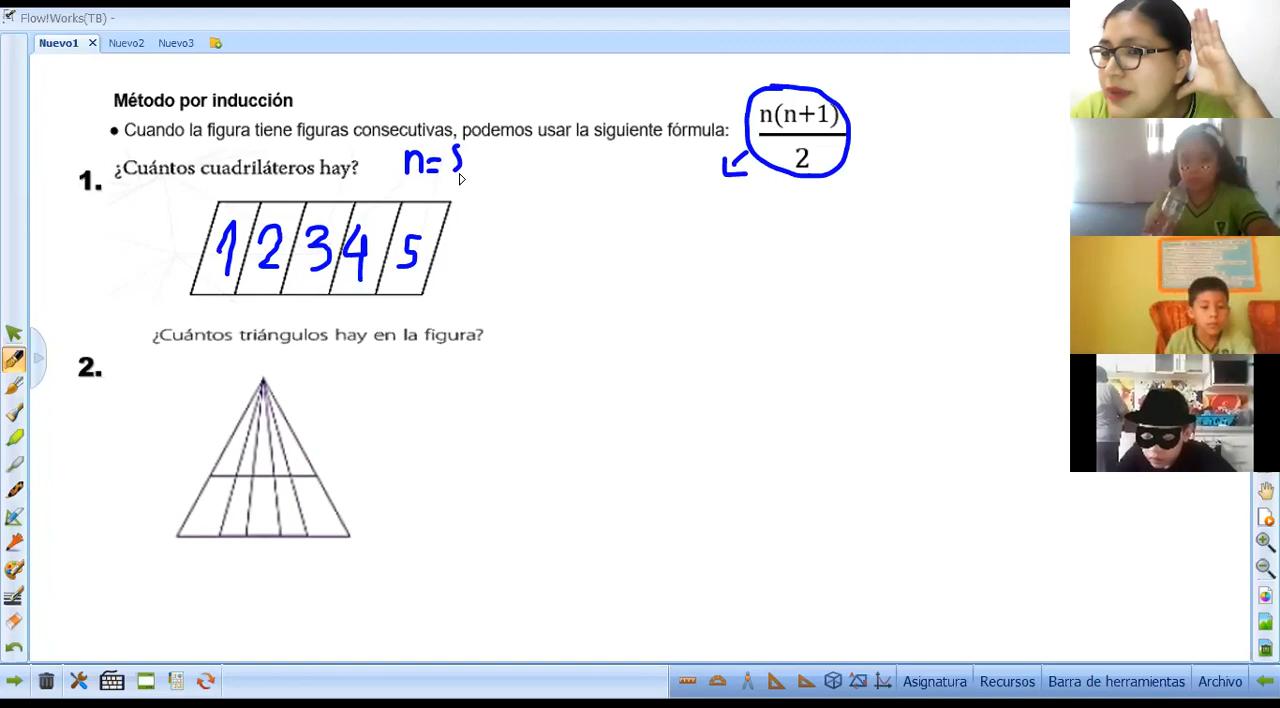 Flow!Works(TB) -
Nuevo1
Nuevo2
Nuevo3
Método por inducción
• Cuando la figura tiene figuras consecutivas, podemos usar la siguiente fórmula:
n(n+1)
2
1.
¿Cuántos cuadriláteros hay?
n= 5
1 2 3 4 5
¿Cuántos triángulos hay en la figura?
2.
Asignatura
Recursos
Barra de herramientas
Archivo